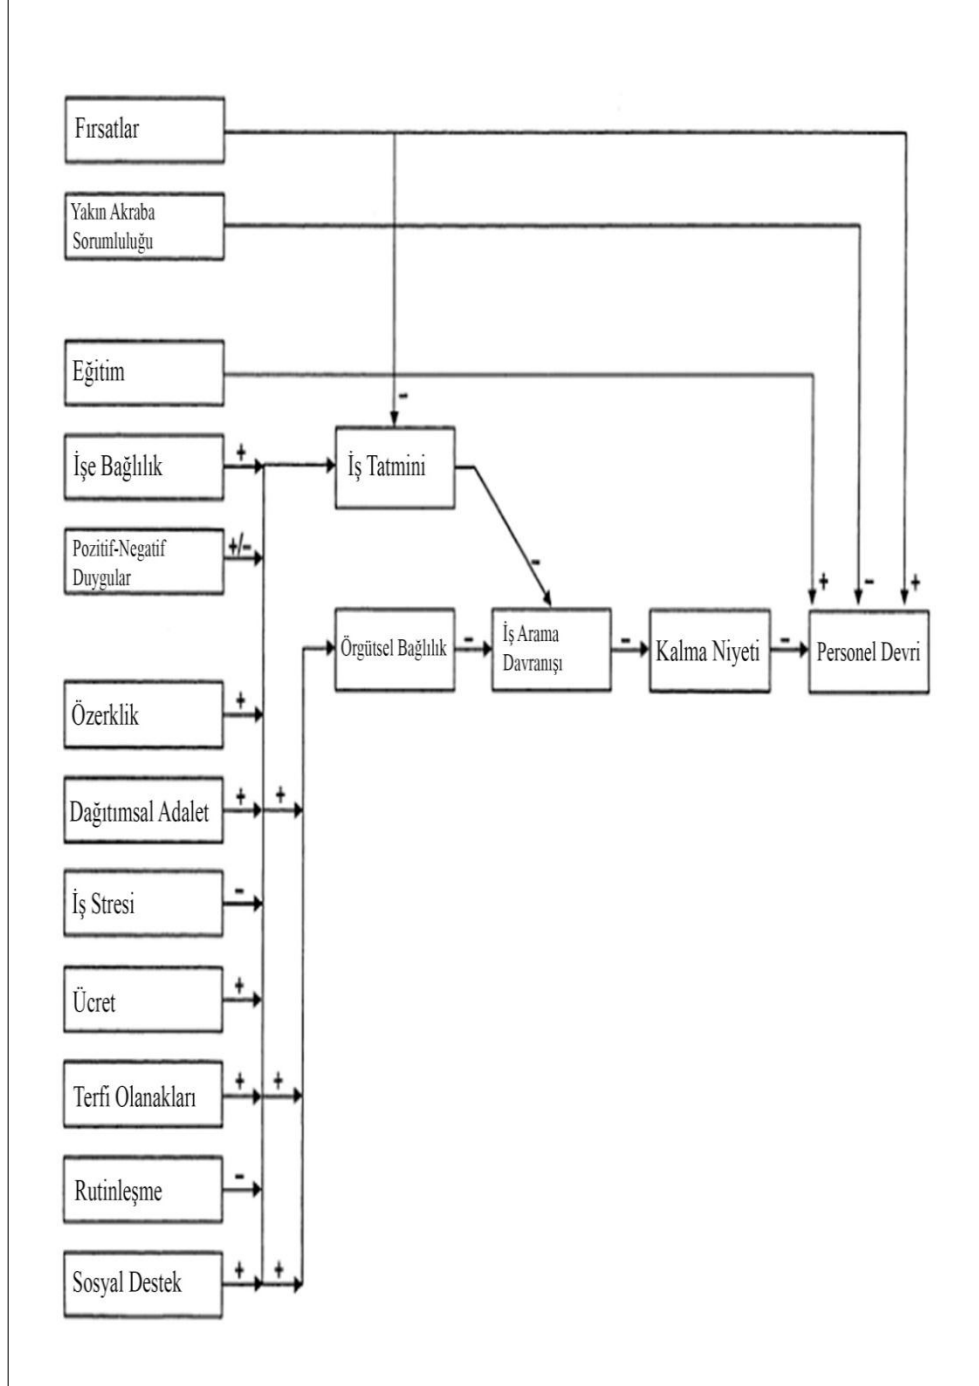 Fırsatlar
+
Yakın Akraba
Sorumluluğu
Eğitim
-
İşe Bağlılık
+
İş Tatmini
Pozitif-Negatif
Duygular
+/-
-
+
-
+
Örgütsel Bağlılık
-
İş Arama
Davranışı
-
Kalma Niyeti
-
Personel Devri
Özerklik
+
Dağıtımsal Adalet
+
+
İş Stresi
-
Ücret
+
Terfi Olanakları
+
+
Rutinleşme
-
Sosyal Destek
+
+